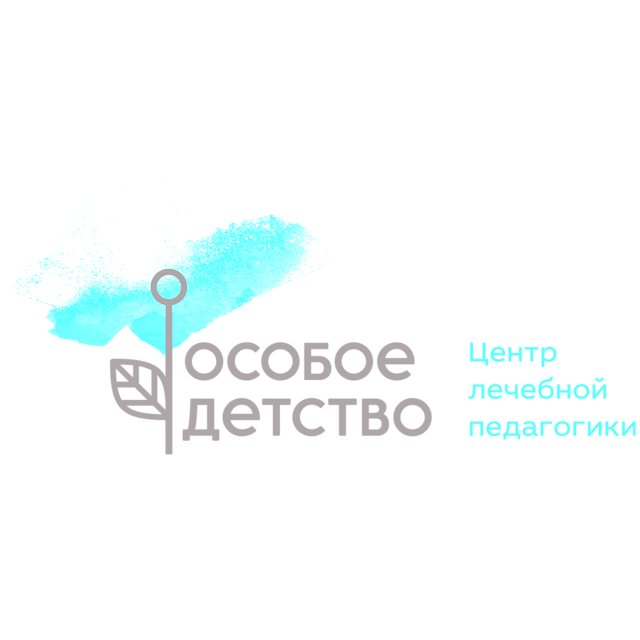 особое
детство
Центр
лечебной
педагогики